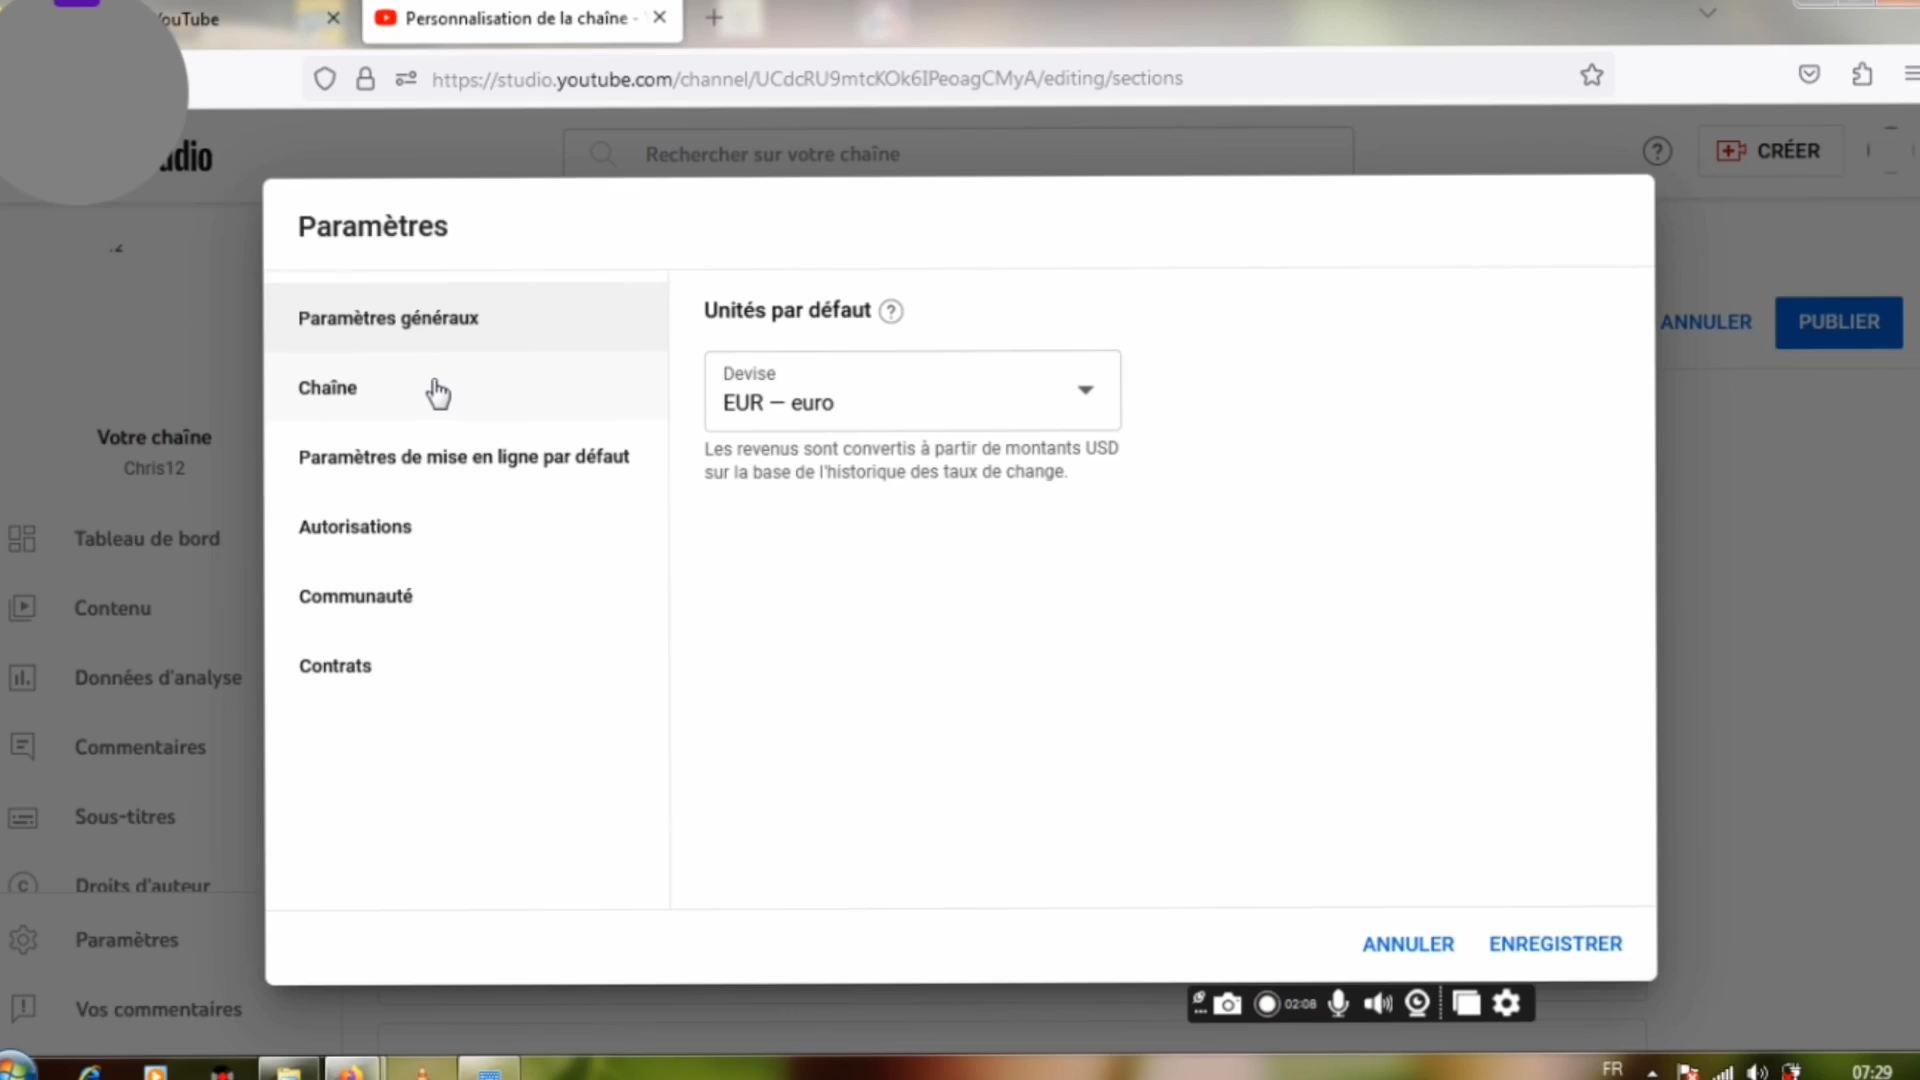 YouTube
Personnalisation de la chaîne -
https://studio.youtube.com/channel/UCdcRU9mtcKOk6IPeoagCMyA/editing/sections
Rechercher sur votre chaîne
CRÉER
Paramètres
ANNULER
PUBLIER
Paramètres généraux
Chaîne
Paramètres de mise en ligne par défaut
Autorisations
Communauté
Contrats
Unités par défaut
Devise
EUR — euro
Les revenus sont convertis à partir de montants USD
sur la base de l'historique des taux de change.
Votre chaîne
Chris12
Tableau de bord
Contenu
Données d'analyse
Commentaires
Sous-titres
Droits d'auteur
Paramètres
Vos commentaires
ANNULER
ENREGISTRER
02:08
FR
07:29